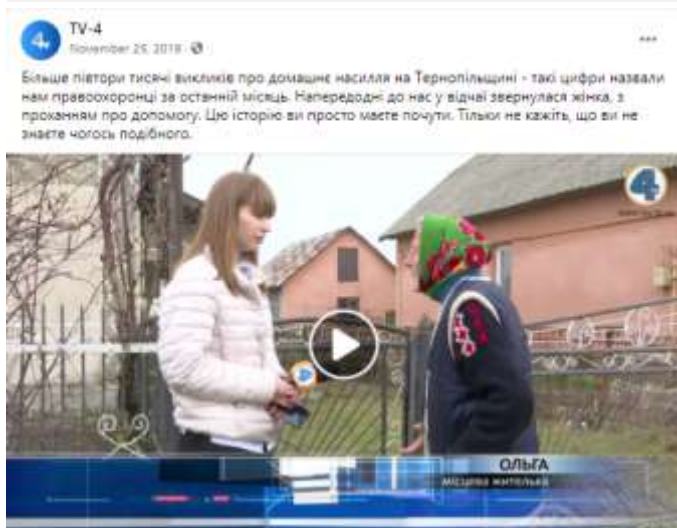 TV-4
November 25, 2019
Більше півтори тисячі викликів про домашнє насилля на Тернопільщині - такі цифри назвали
нам правоохоронці за останній місяць. Напередодні до нас у відчаї звернулася жінка, з
проханням про допомогу. Цю історію ви просто маєте почути. Тільки не кажіть, що ви не
знаєте чогось подібного.
4
ОЛЬГА
МІСЦЕВА ЖИТЕЛЬКА